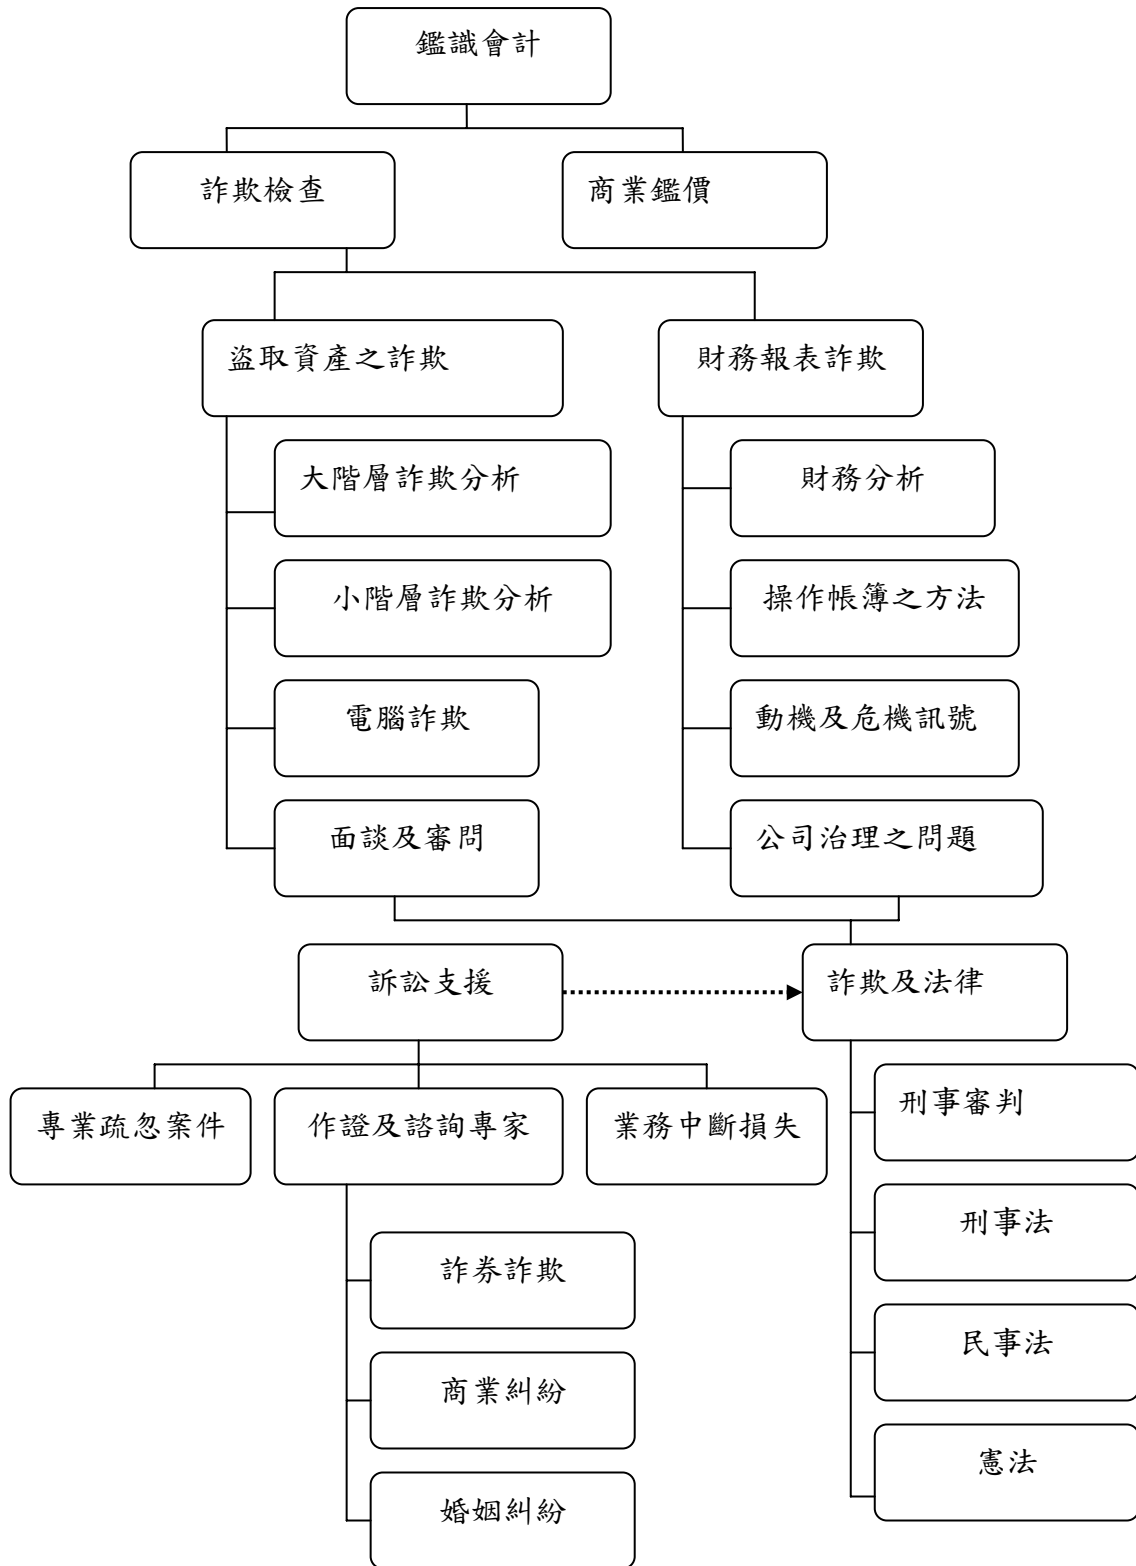 鑑識會計
詐欺檢查
商業鑑價
盜取資產之詐欺
財務報表詐欺
大階層詐欺分析
財務分析
小階層詐欺分析
操作帳簿之方法
電腦詐欺
動機及危機訊號
面談及審問
公司治理之問題
訴訟支援
詐欺及法律
專業疏忽案件
作證及諮詢專家
業務中斷損失
刑事審判
刑事法
詐券詐欺
民事法
商業糾紛
憲法
婚姻糾紛